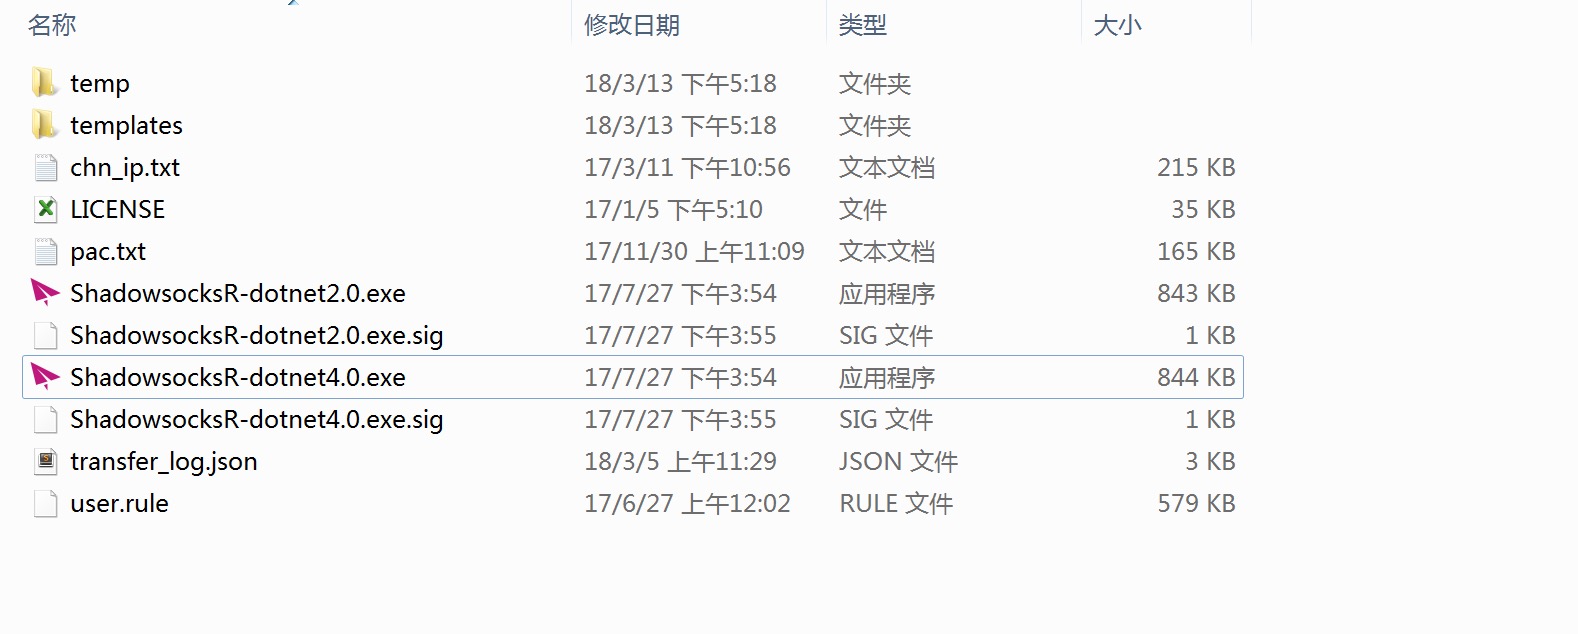 名称 修改日期 类型 大小
temp 18/3/13 下午5:18 文件夹
templates 18/3/13 下午5:18 文件夹
chn_ip.txt 17/3/11 下午10:56 文本文档 215 KB
LICENSE 17/1/5 下午5:10 文件 35 KB
pac.txt 17/11/30 上午11:09 文本文档 165 KB
ShadowsocksR-dotnet2.0.exe 17/7/27 下午3:54 应用程序 843 KB
ShadowsocksR-dotnet2.0.exe.sig 17/7/27 下午3:55 SIG 文件 1 KB
ShadowsocksR-dotnet4.0.exe 17/7/27 下午3:54 应用程序 844 KB
ShadowsocksR-dotnet4.0.exe.sig 17/7/27 下午3:55 SIG 文件 1 KB
transfer_log.json 18/3/5 上午11:29 JSON 文件 3 KB
user.rule 17/6/27 上午12:02 RULE 文件 579 KB